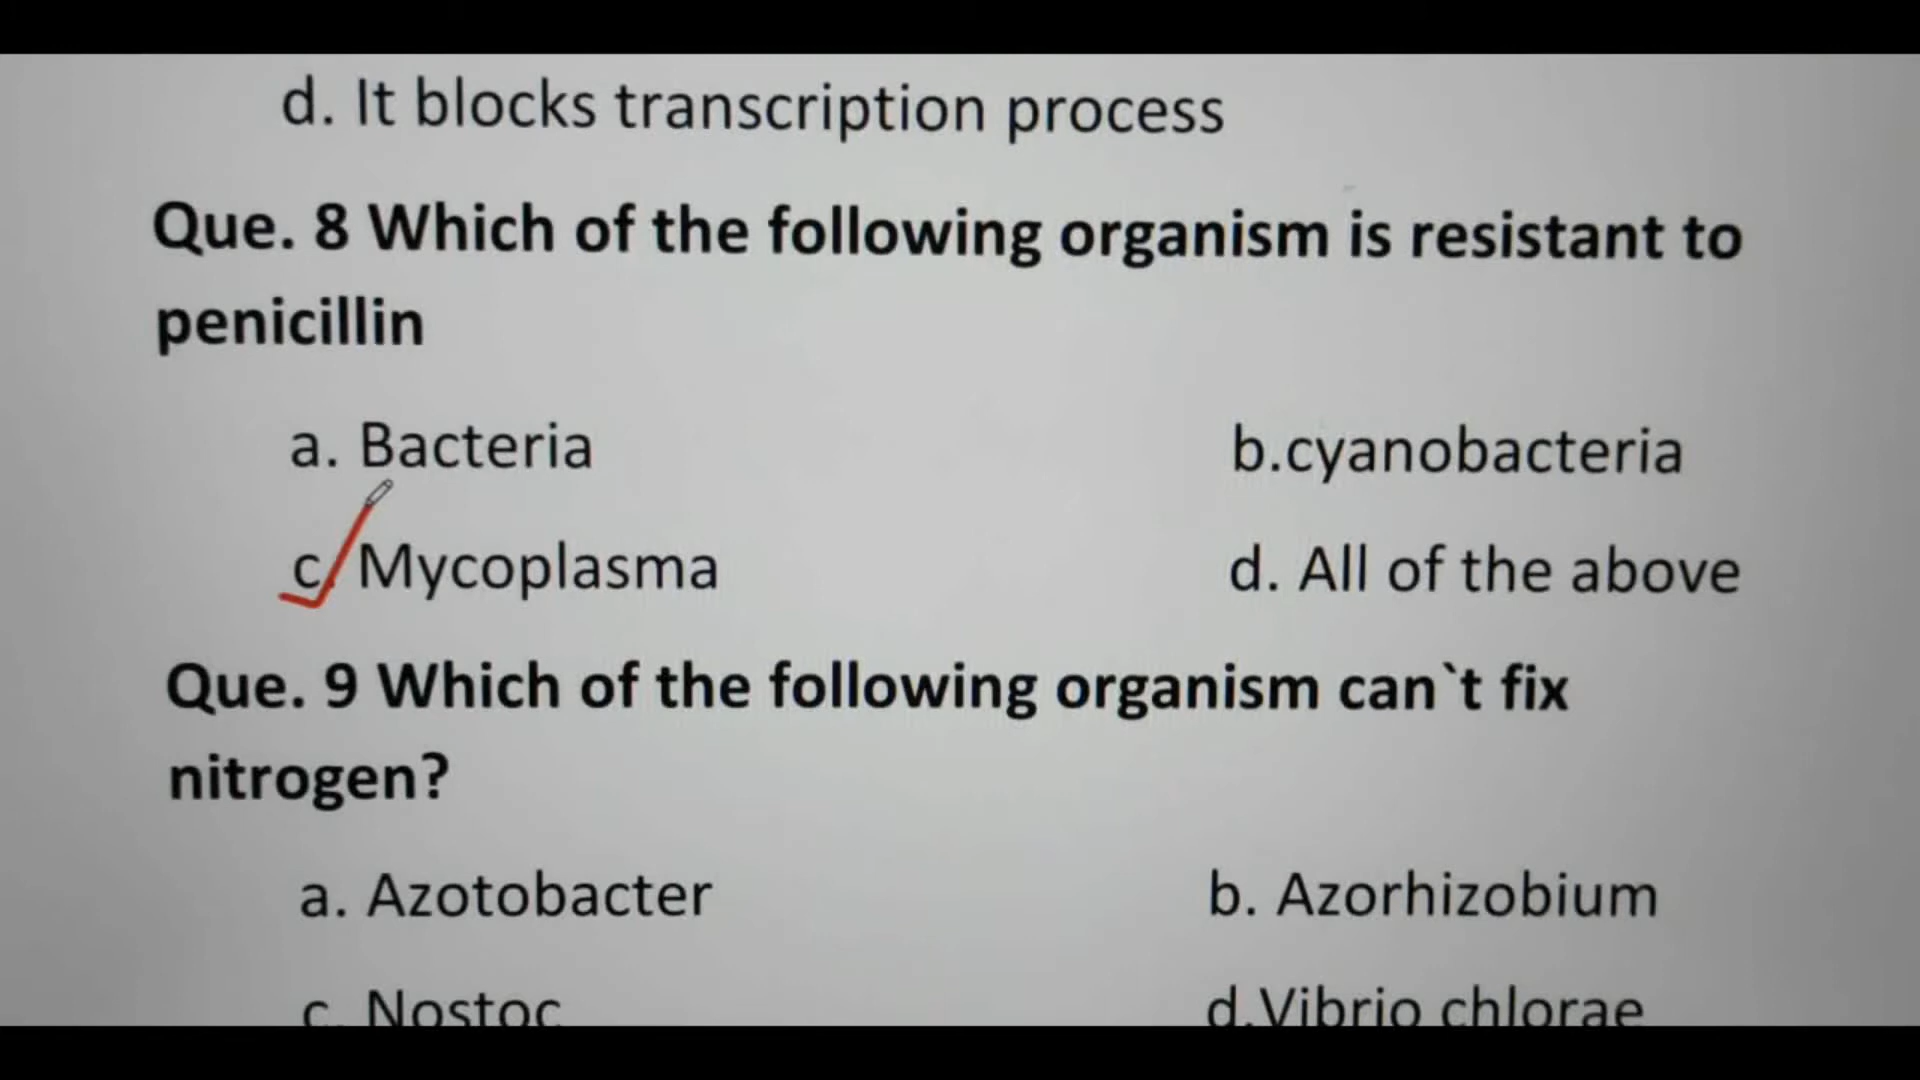 d. It blocks transcription process
Que. 8 Which of the following organism is resistant to
penicillin
a. Bacteria b.cyanobacteria
c. Mycoplasma d. All of the above
Que. 9 Which of the following organism can`t fix
nitrogen?
a. Azotobacter b. Azorhizobium
c. Nostoc d.Vibrio chlorae